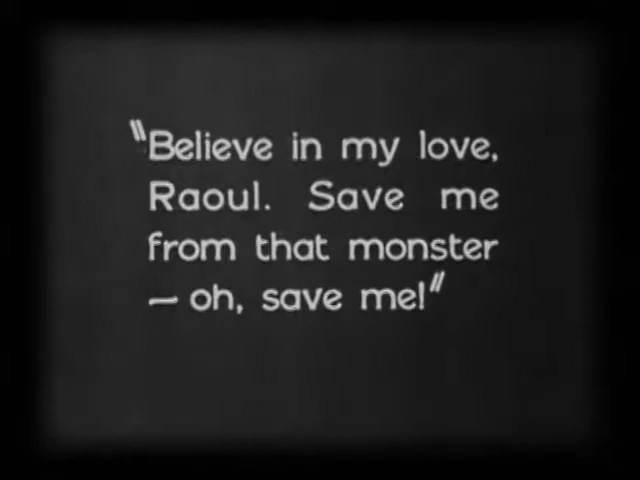 "Believe in my love,
Raoul. Save me
from that monster
— oh, save me!"